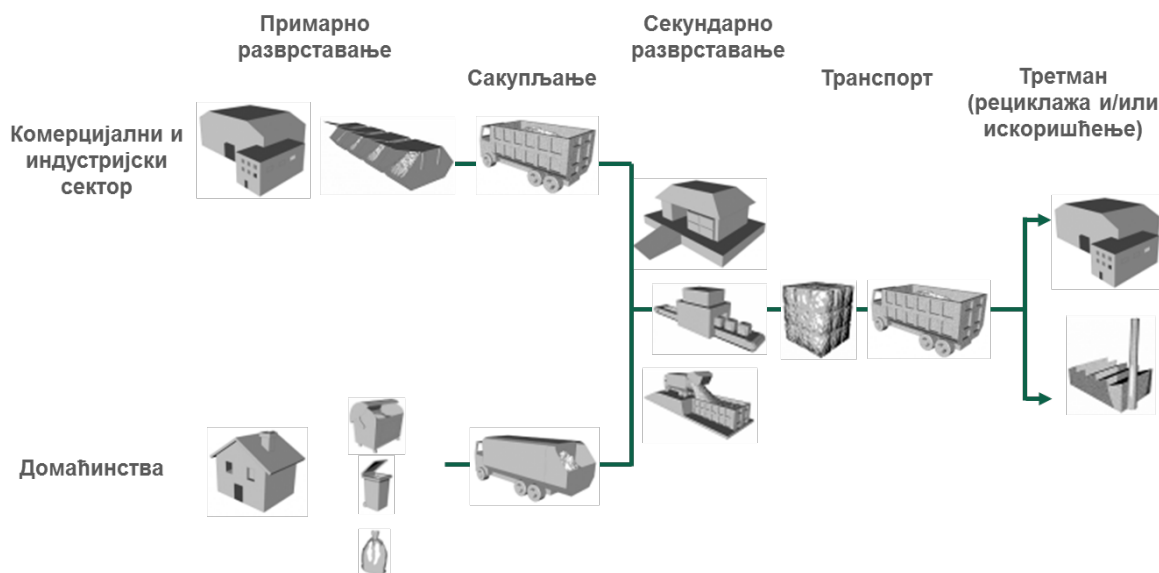 Примарно
разврставање
Сакупљање
Секундарно
разврставање
Транспорт
Третман
(рециклажа и/или
искоришћење)
Комерцијални и
индустријски
сектор
Домаћинства